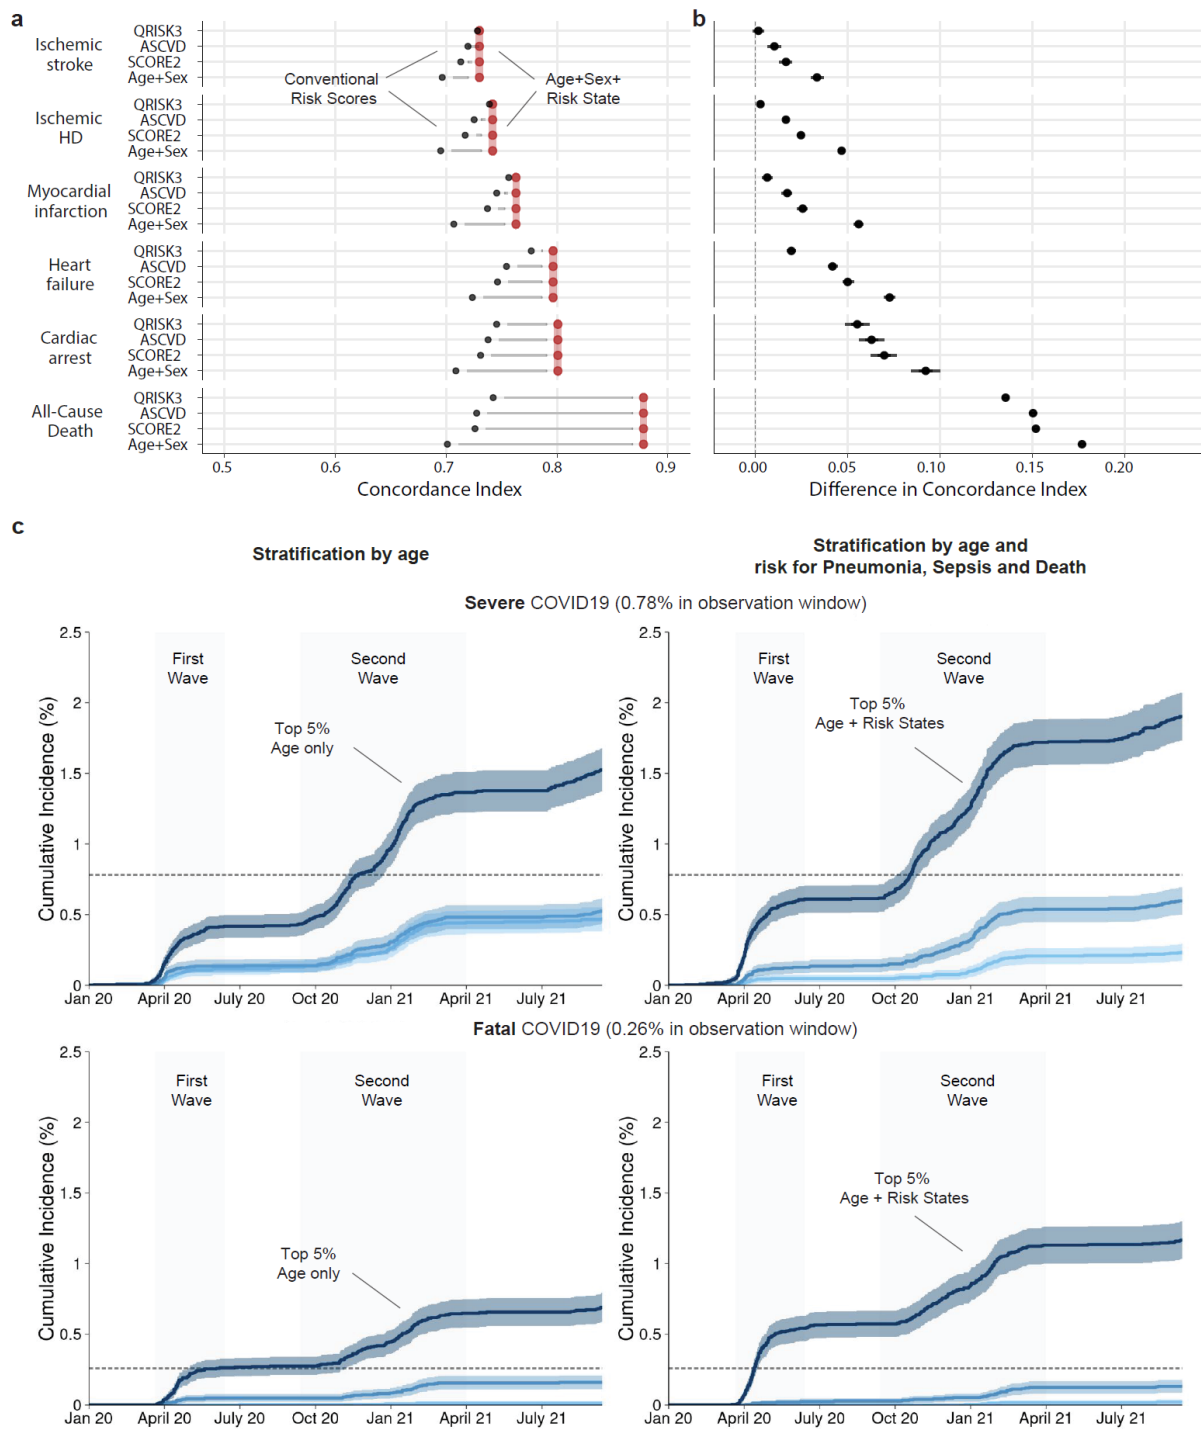 a
b
Ischemic
stroke
QRISK3
ASCVD
SCORE2
Age+Sex
Conventional
Risk Scores
Age+Sex+
Risk State
Ischemic
HD
QRISK3
ASCVD
SCORE2
Age+Sex
Myocardial
infarction
QRISK3
ASCVD
SCORE2
Age+Sex
Heart
failure
QRISK3
ASCVD
SCORE2
Age+Sex
Cardiac
arrest
QRISK3
ASCVD
SCORE2
Age+Sex
All-Cause
Death
QRISK3
ASCVD
SCORE2
Age+Sex
0.5 0.6 0.7 0.8 0.9
Concordance Index
0.00 0.05 0.10 0.15 0.20
Difference in Concordance Index
c
Stratification by age
Stratification by age and
risk for Pneumonia, Sepsis and Death
Severe COVID19 (0.78% in observation window)
Cumulative Incidence (%)
2.5
2
1.5
1
0.5
0
First
Wave
Second
Wave
Top 5%
Age only
Jan 20 April 20 July 20 Oct 20 Jan 21 April 21 July 21
Cumulative Incidence (%)
2.5
2
1.5
1
0.5
0
First
Wave
Second
Wave
Top 5%
Age + Risk States
Jan 20 April 20 July 20 Oct 20 Jan 21 April 21 July 21
Fatal COVID19 (0.26% in observation window)
Cumulative Incidence (%)
2.5
2
1.5
1
0.5
0
First
Wave
Second
Wave
Top 5%
Age only
Jan 20 April 20 July 20 Oct 20 Jan 21 April 21 July 21
Cumulative Incidence (%)
2.5
2
1.5
1
0.5
0
First
Wave
Second
Wave
Top 5%
Age + Risk States
Jan 20 April 20 July 20 Oct 20 Jan 21 April 21 July 21